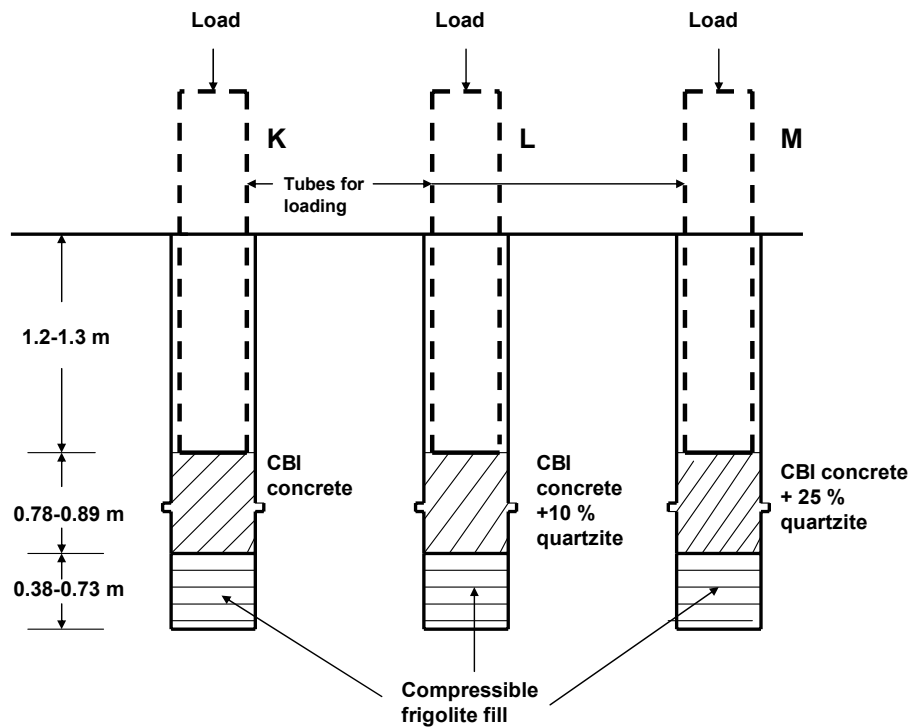 Load
Load
Load
K
L
M
Tubes for
loading
1.2-1.3 m
CBI
concrete
CBI
concrete
+10 %
quartzite
CBI concrete
+ 25 %
quartzite
0.78-0.89 m
0.38-0.73 m
Compressible
frigolite fill